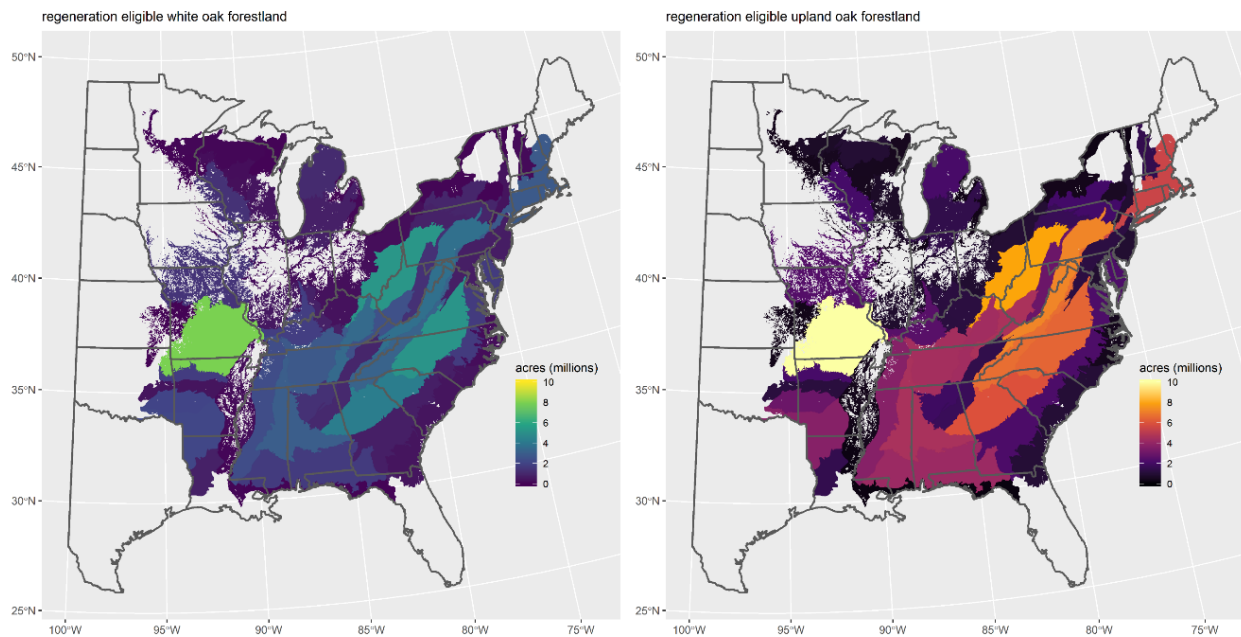 regeneration eligible white oak forestland
50°N
45°N
40°N
35°N
30°N
25°N
100°W
95°W
90°W
85°W
80°W
75°W
acres (millions)
10
8
6
4
2
0
regeneration eligible upland oak forestland
50°N
45°N
40°N
35°N
30°N
25°N
100°W
95°W
90°W
85°W
80°W
75°W
acres (millions)
10
8
6
4
2
0